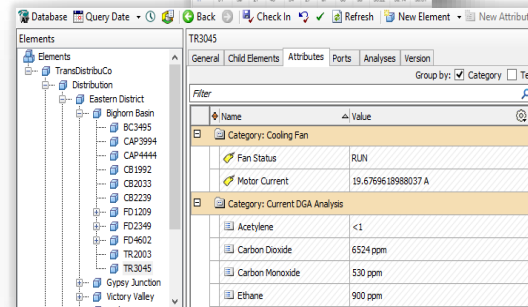 Database Query Date Back Check In Refresh New Element New Attribut
Elements
TR3045
Elements
TransDistribuCo
Distribution
Eastern District
Bighorn Basin
BC3495
CAP3994
CAP4444
CB1992
CB2033
CB2239
FD1209
FD2349
FD4602
TR2003
TR3045
Gypsy Junction
Victory Valley
General Child Elements Attributes Ports Analyses Version
Group by: Category Te
Filter
Name Value
Category: Cooling Fan
Fan Status RUN
Motor Current 19.6769618988037 A
Category: Current DGA Analysis
Acetylene <1
Carbon Dioxide 6524 ppm
Carbon Monoxide 530 ppm
Ethane 900 ppm